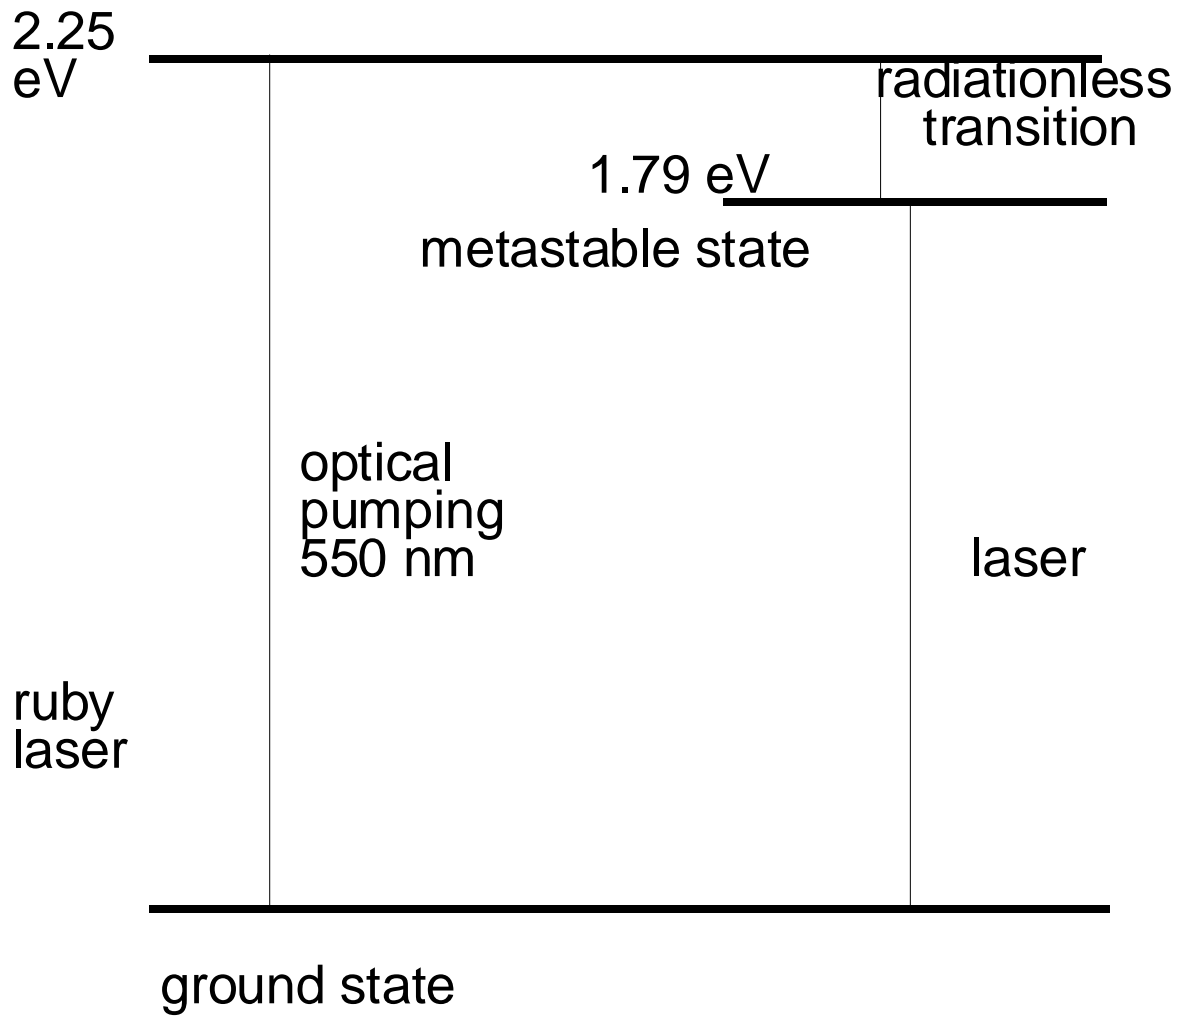 2.25
eV
radiationless
transition
1.79 eV
metastable state
optical
pumping
550 nm
laser
ruby
laser
ground state